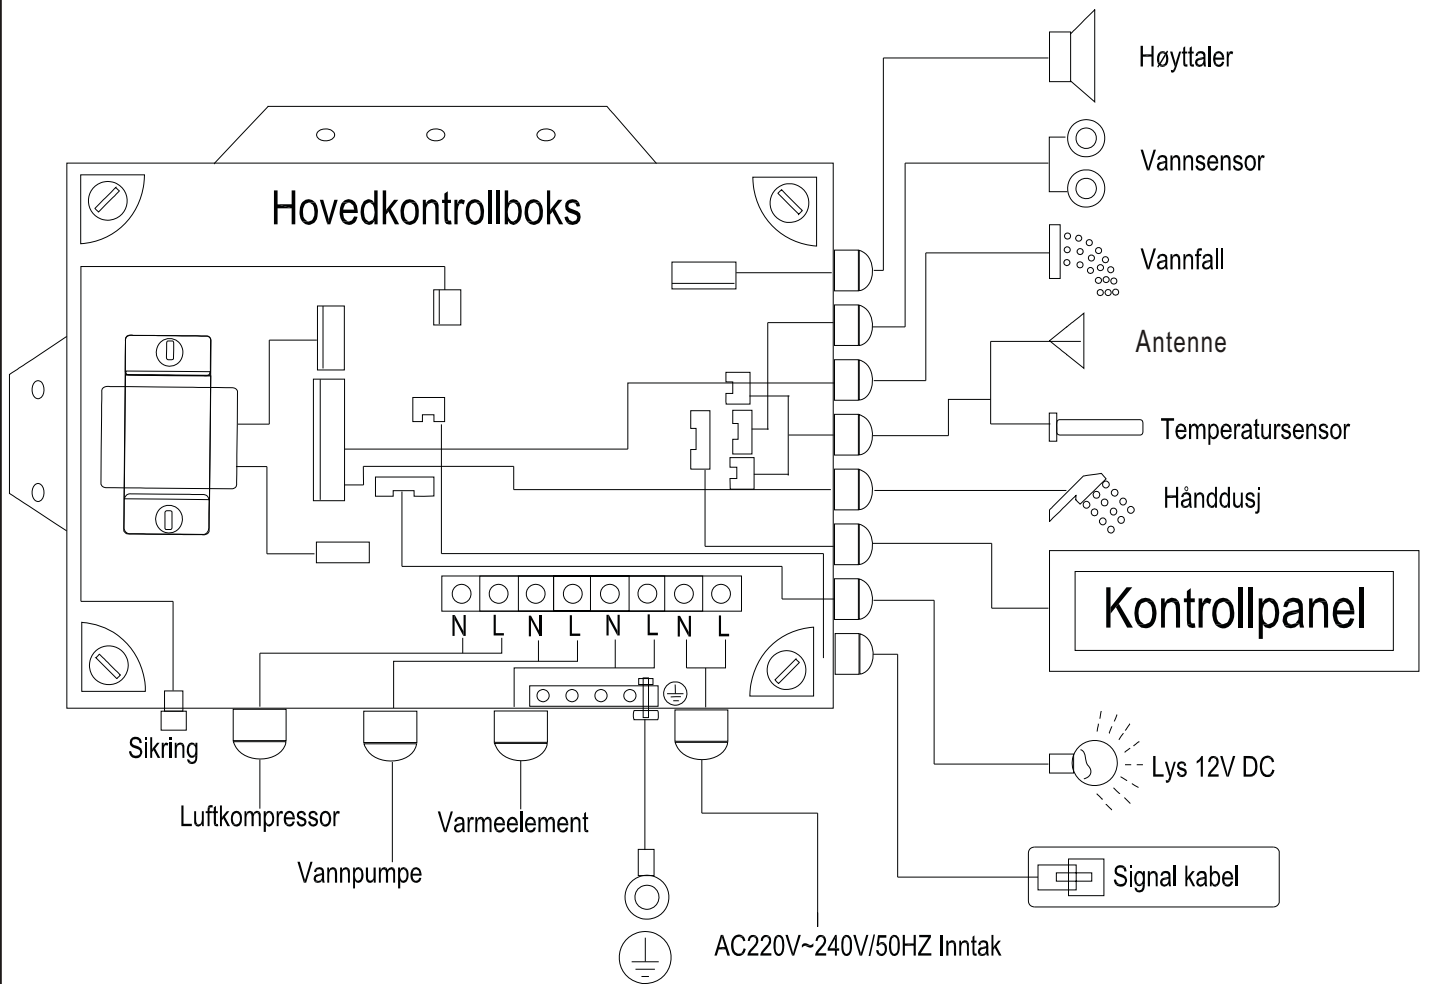 Høyttaler
Vannsensor
Hovedkontrollboks
Vannfall
Antenne
Temperatursensor
Hånddusj
Kontrollpanel
N L N L N L N L
Sikring
Lys 12V DC
Luftkompressor
Varmeelement
Vannpumpe
Signal kabel
AC220V~240V/50HZ Inntak